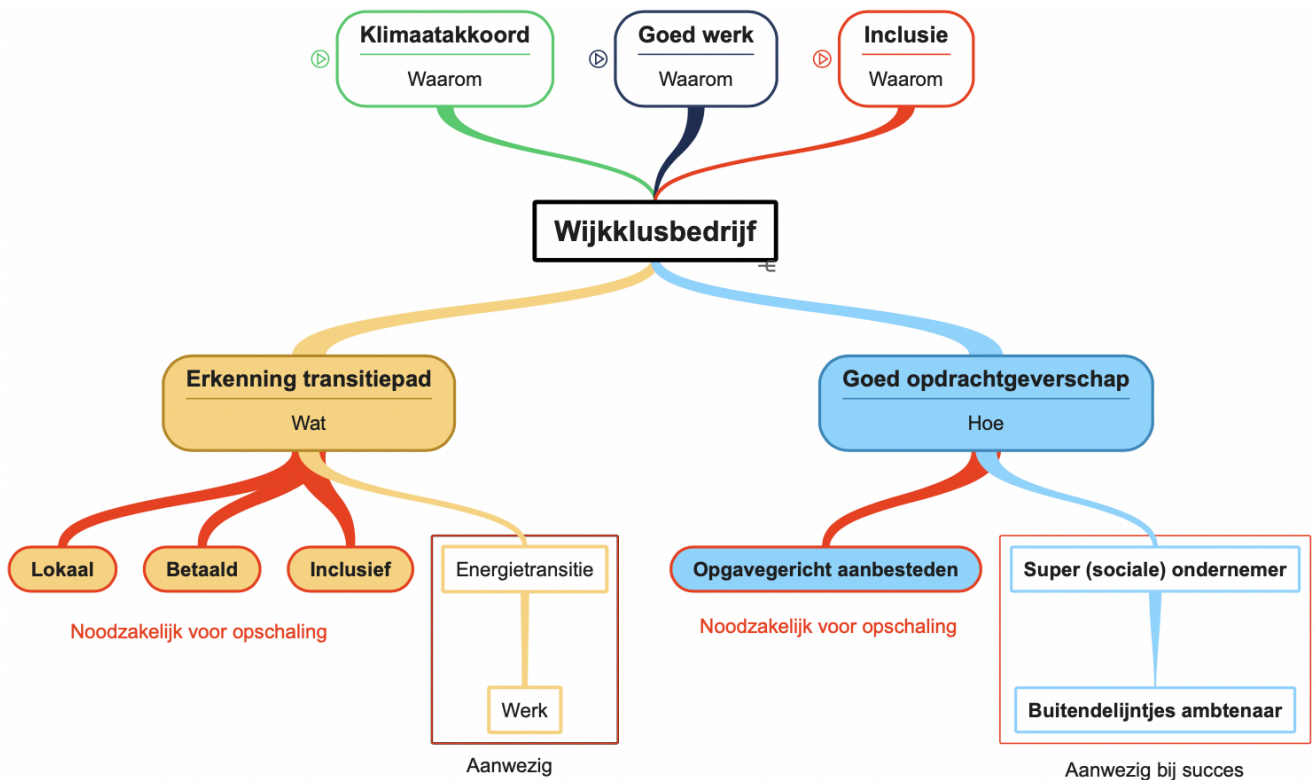 Klimaatakkoord
Waarom
Goed werk
Waarom
Inclusie
Waarom
Wijkklusbedrijf
Erkenning transitiepad
Wat
Goed opdrachtgeverschap
Hoe
Lokaal
Betaald
Inclusief
Energietransitie
Opgavegericht aanbesteden
Super (sociale) ondernemer
Noodzakelijk voor opschaling
Noodzakelijk voor opschaling
Werk
Buitendelijntjes ambtenaar
Aanwezig
Aanwezig bij succes